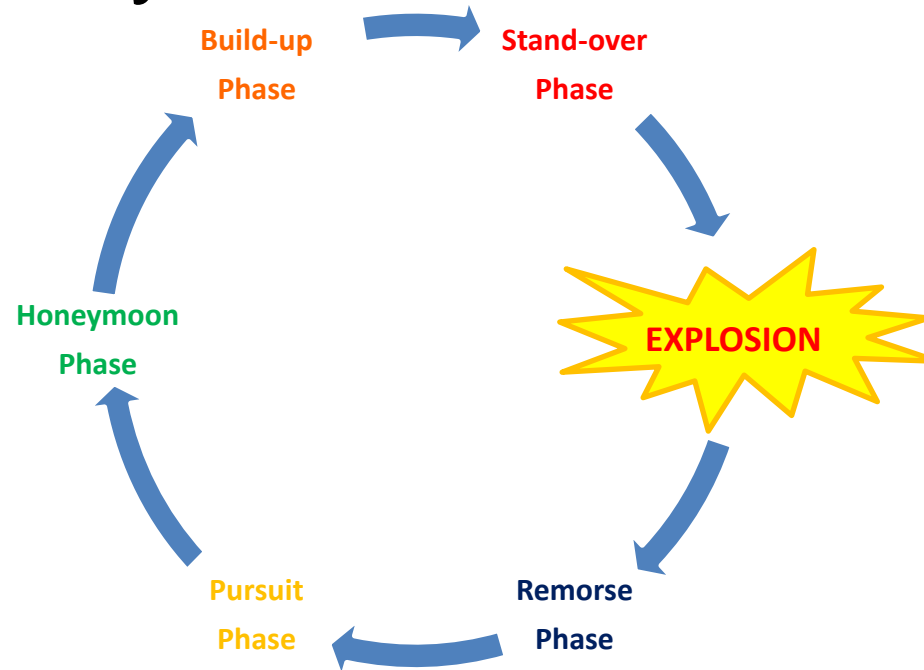 Build-up
Phase
Stand-over
Phase
EXPLOSION
Remorse
Phase
Pursuit
Phase
Honeymoon
Phase